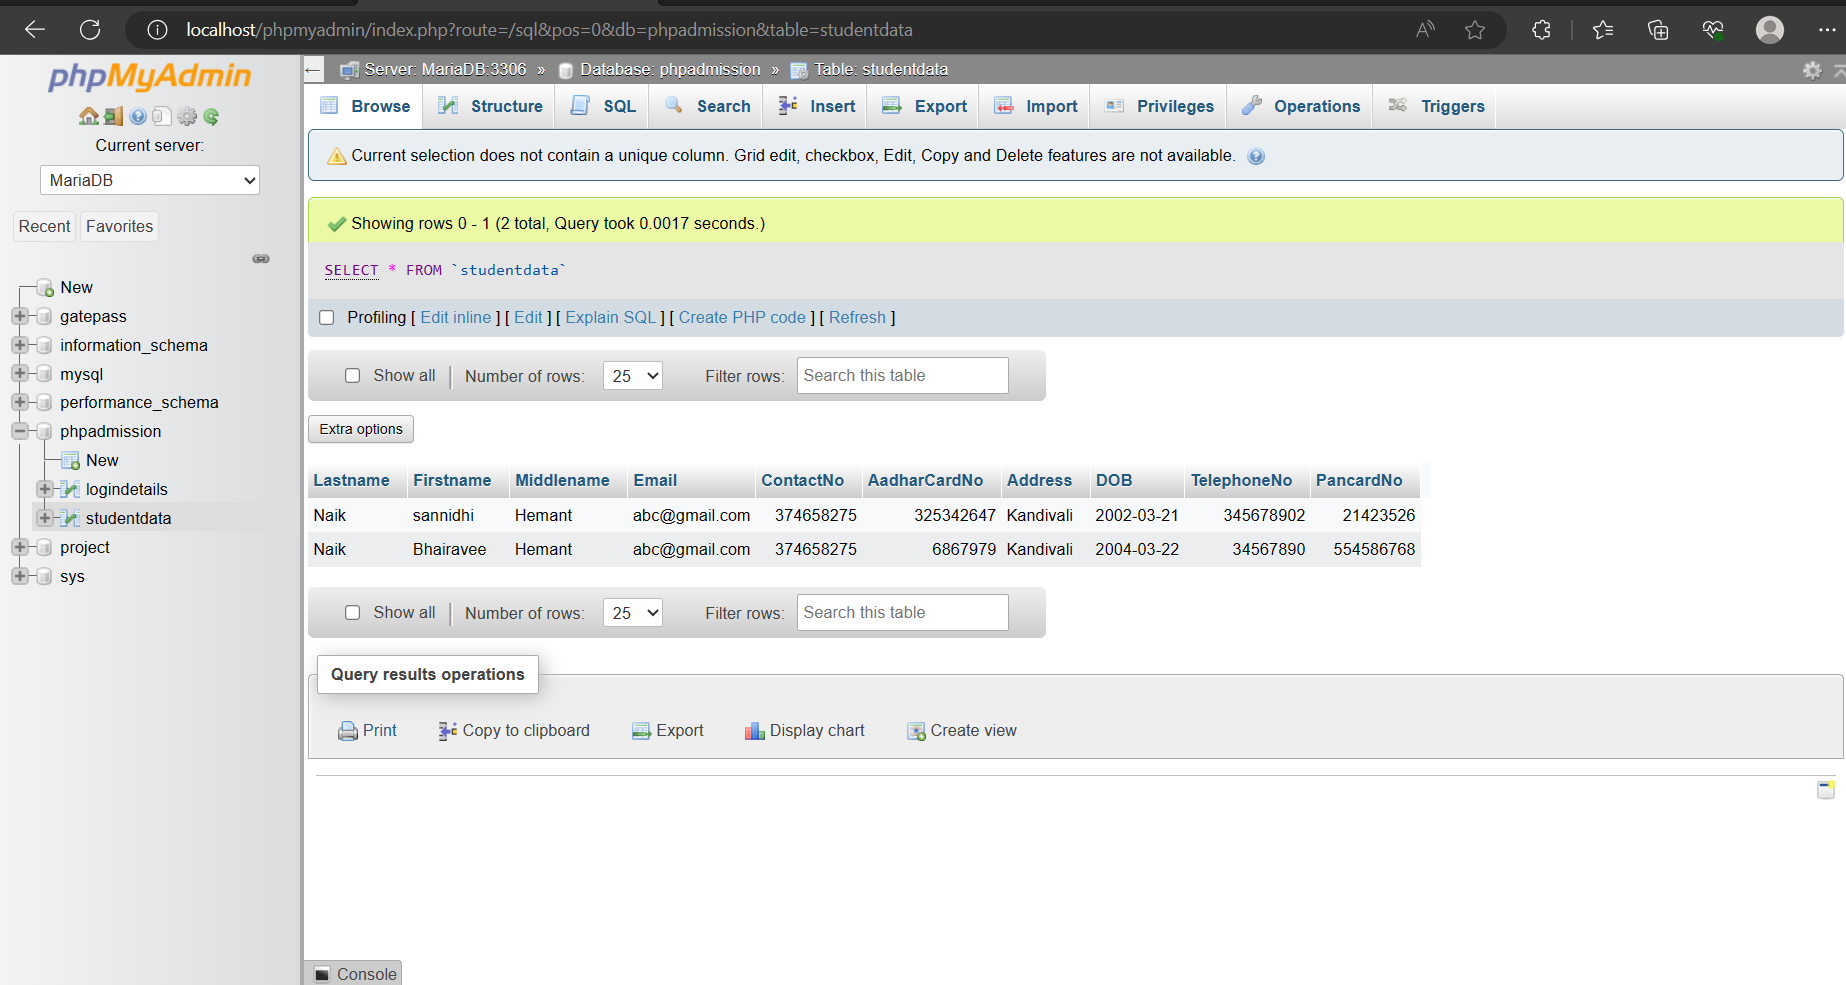 localhost/phpmyadmin/index.php?route=/sql&pos=0&db=phpadmission&table=studentdata
phpMyAdmin
Current server:
MariaDB
Recent Favorites
New
gatepass
information_schema
mysql
performance_schema
phpadmission
New
logindetails
studentdata
project
sys
Server: MariaDB:3306 » Database: phpadmission » Table: studentdata
Browse Structure SQL Search Insert Export Import Privileges Operations Triggers
Current selection does not contain a unique column. Grid edit, checkbox, Edit, Copy and Delete features are not available.
Showing rows 0 - 1 (2 total, Query took 0.0017 seconds.)
SELECT * FROM `studentdata`
Profiling [ Edit inline ] [ Edit ] [ Explain SQL ] [ Create PHP code ] [ Refresh ]
Show all Number of rows: 25 Filter rows: Search this table
Extra options
Lastname Firstname Middlename Email ContactNo AadharCardNo Address DOB TelephoneNo PancardNo
Naik sannidhi Hemant abc@gmail.com 374658275 325342647 Kandivali 2002-03-21 345678902 21423526
Naik Bhairavee Hemant abc@gmail.com 374658275 6867979 Kandivali 2004-03-22 34567890 554586768
Show all Number of rows: 25 Filter rows: Search this table
Query results operations
Print Copy to clipboard Export Display chart Create view
Console